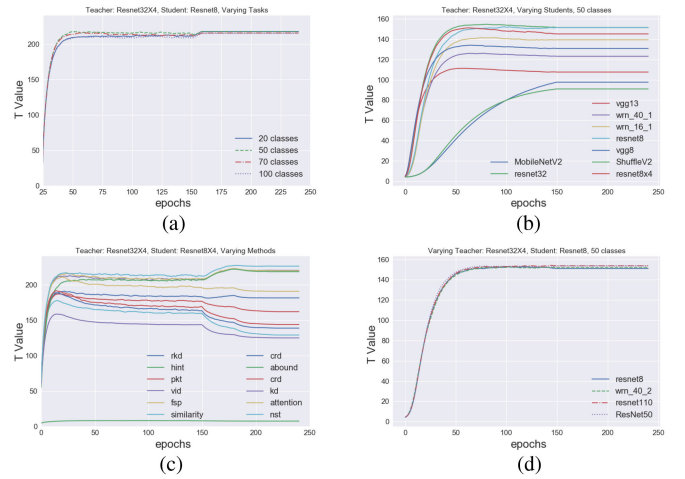 Teacher: Resnet32X4, Student: Resnet8, Varying Tasks
T Value
200
150
100
50
0
25 50 75 100 125 150 175 200 225 250
epochs
20 classes
50 classes
70 classes
100 classes
(a)
Teacher: Resnet32X4, Varying Students, 50 classes
T Value
160
140
120
100
80
60
40
20
0
0 50 100 150 200 250
epochs
MobileNetV2
resnet32
vgg13
wrn_40_1
wrn_16_1
resnet8
vgg8
ShuffleV2
resnet8x4
(b)
Teacher: Resnet32X4, Student: Resnet8X4, Varying Methods
T Value
200
150
100
50
0
0 50 100 150 200 250
epochs
rkd
hint
pkt
vid
fsp
similarity
crd
abound
crd
kd
attention
nst
(c)
Varying Teacher: Resnet32X4, Student: Resnet8, 50 classes
T Value
160
140
120
100
80
60
40
20
0
0 50 100 150 200 250
epochs
resnet8
wrn_40_2
resnet110
ResNet50
(d)